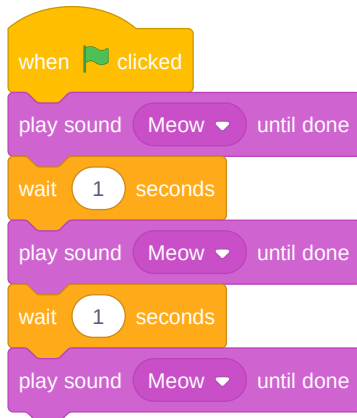 when clicked
play sound Meow until done
wait 1 seconds
play sound Meow until done
wait 1 seconds
play sound Meow until done